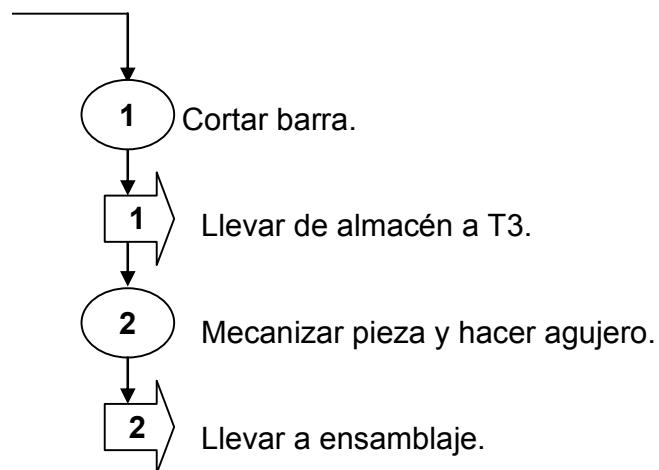 1 Cortar barra.
1 Llevar de almacén a T3.
2 Mecanizar pieza y hacer agujero.
2 Llevar a ensamblaje.